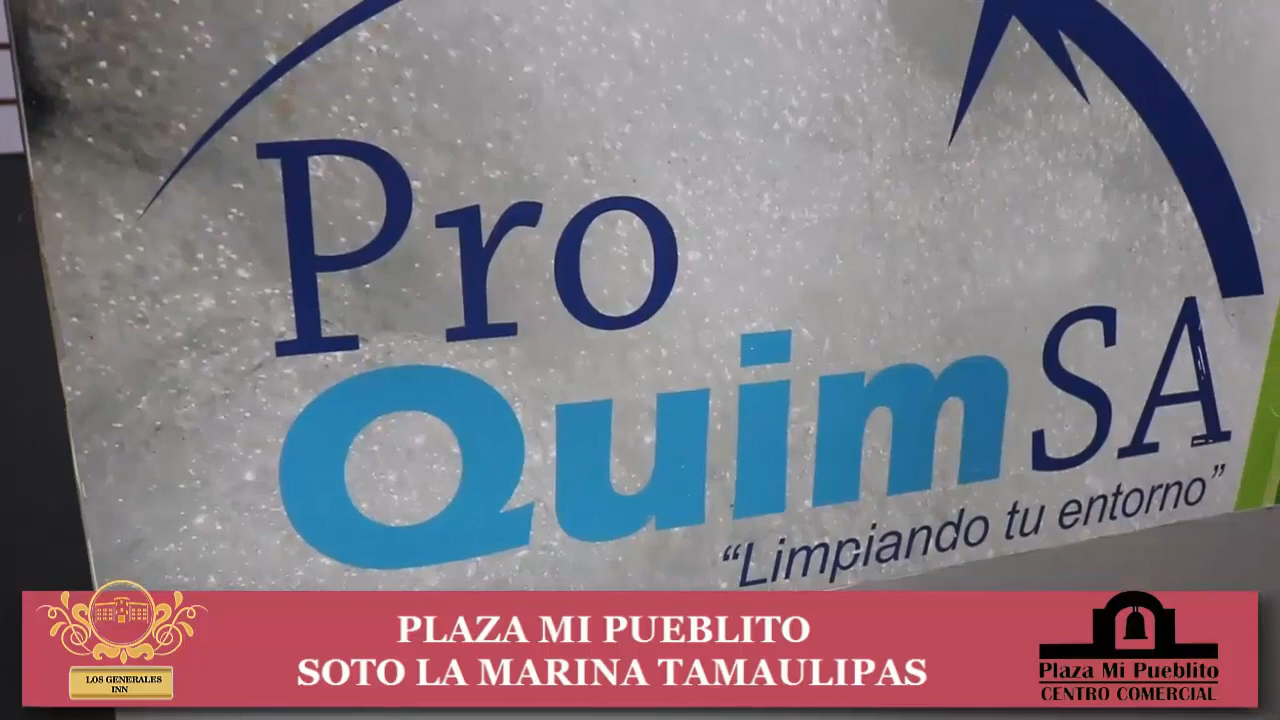 Pro
QuimSA
“Limpiando tu entorno”
PLAZA MI PUEBLITO
SOTO LA MARINA TAMAULIPAS
LOS GENERALES
INN
Plaza Mi Pueblito
CENTRO COMERCIAL